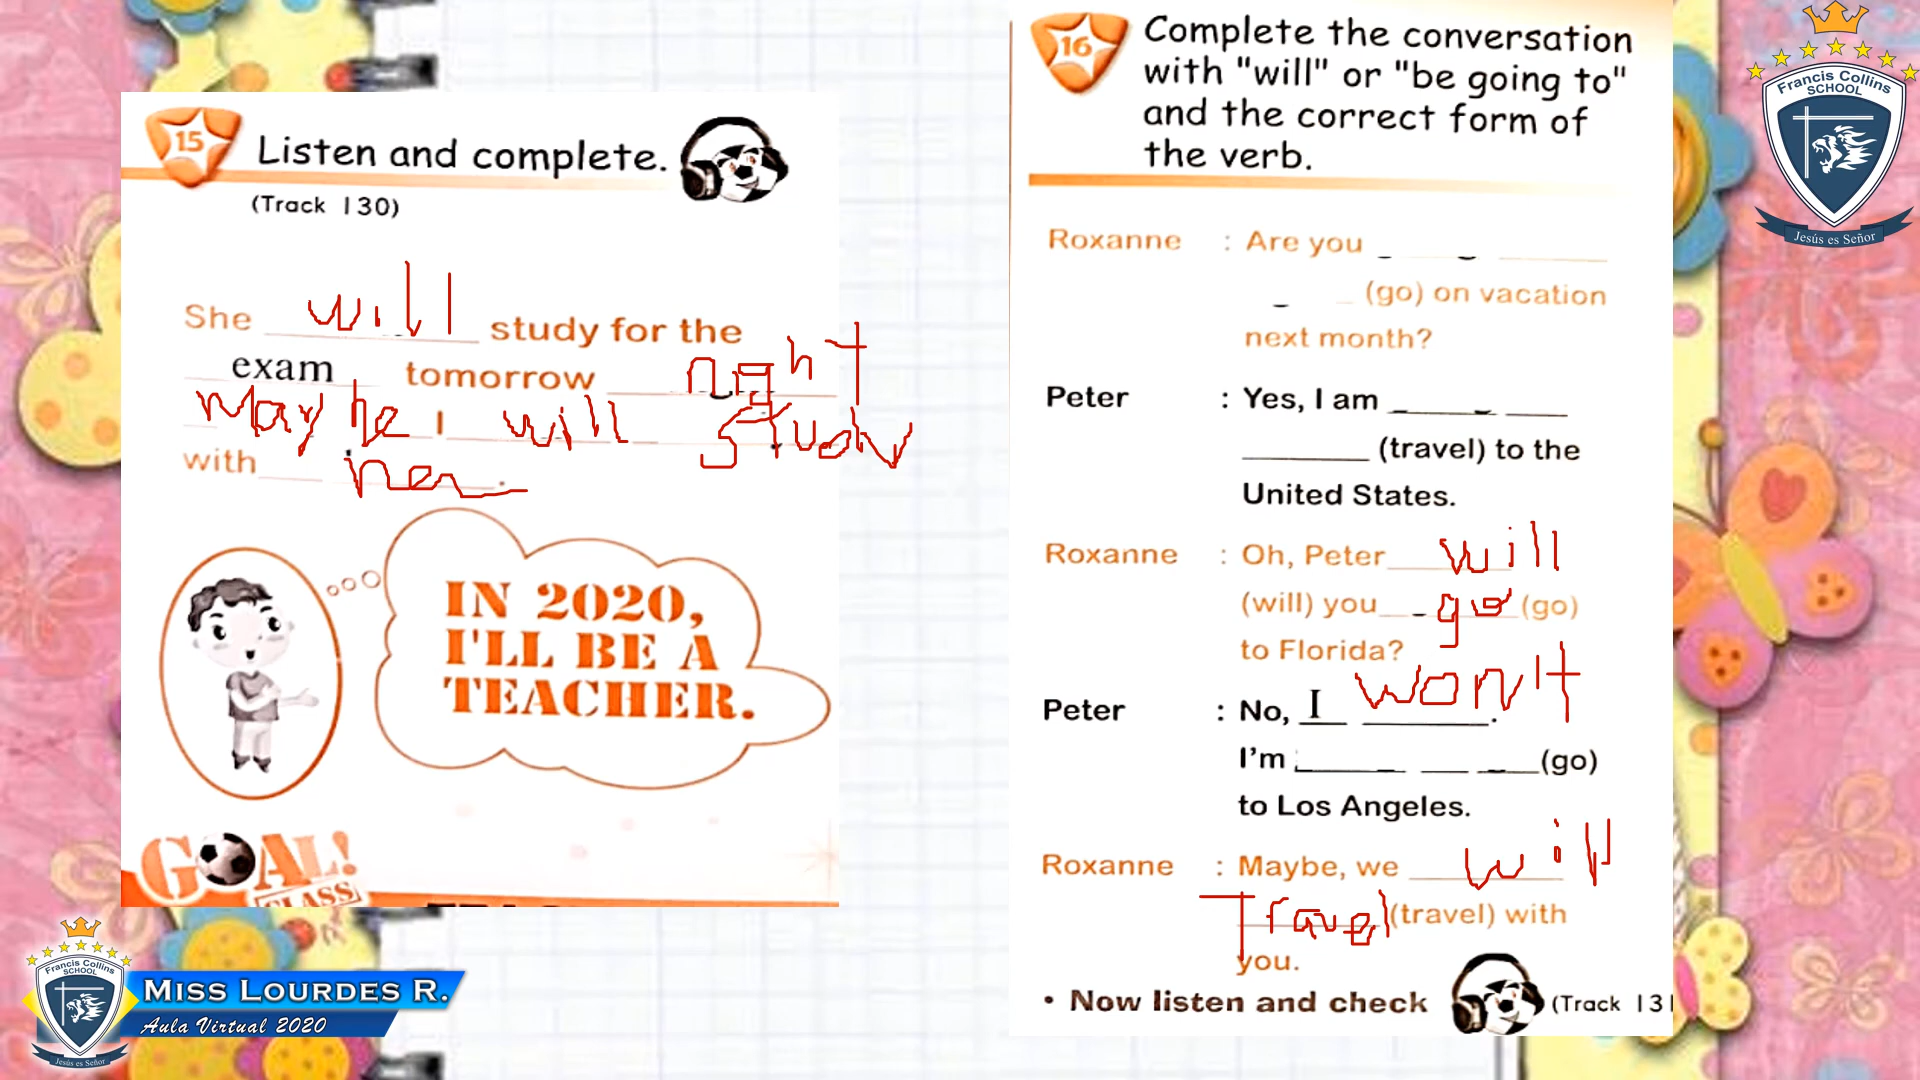 15
Listen and complete.
(Track 130)
She will study for the
exam tomorrow night
Maybe I will study
with her.
IN 2020,
I'LL BE A
TEACHER.
GOAL!
CLASS
16
Complete the conversation
with "will" or "be going to"
and the correct form of
the verb.
Roxanne : Are you ___
___ (go) on vacation
next month?
Peter : Yes, I am ___
___ (travel) to the
United States.
Roxanne : Oh, Peter will
(will) you go (go)
to Florida?
Peter : No, I won't.
I'm ___ (go)
to Los Angeles.
Roxanne : Maybe, we will
Travel (travel) with
you.
• Now listen and check (Track 131
Francis Collins
SCHOOL
Jesús es Señor
Francis Collins
SCHOOL
Jesús es Señor
MISS LOURDES R.
Aula Virtual 2020